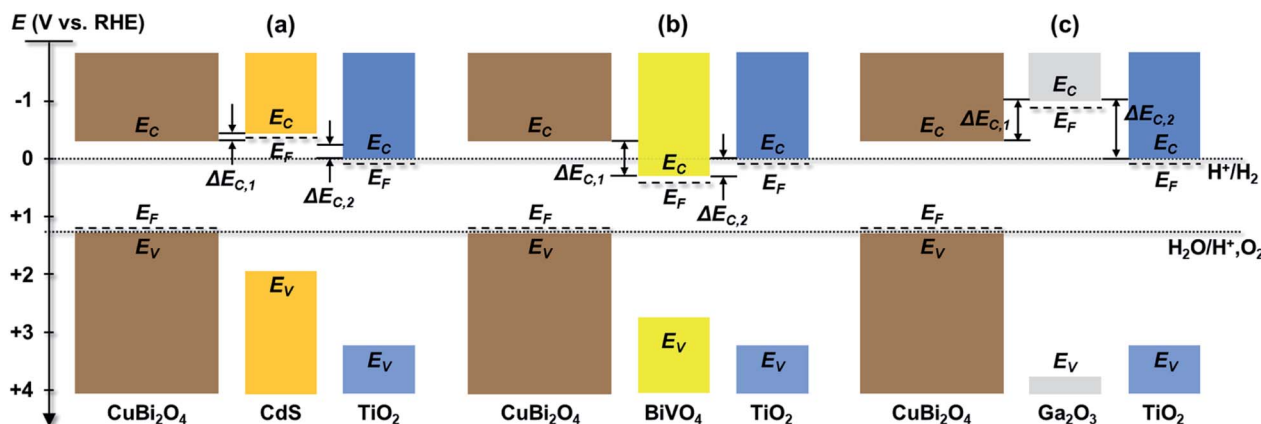 E (V vs. RHE)
(a)
(b)
(c)
-1
0
+1
+2
+3
+4
E_C
E_C
E_F
E_C
E_F
ΔE_C,1
ΔE_C,2
E_F
E_V
E_V
E_V
CuBi₂O₄
CdS
TiO₂
E_C
E_C
E_F
E_C
E_F
ΔE_C,1
ΔE_C,2
E_F
E_V
E_V
E_V
CuBi₂O₄
BiVO₄
TiO₂
E_C
E_C
E_F
E_C
E_F
ΔE_C,1
ΔE_C,2
H⁺/H₂
E_F
E_V
H₂O/H⁺,O₂
E_V
E_V
CuBi₂O₄
Ga₂O₃
TiO₂